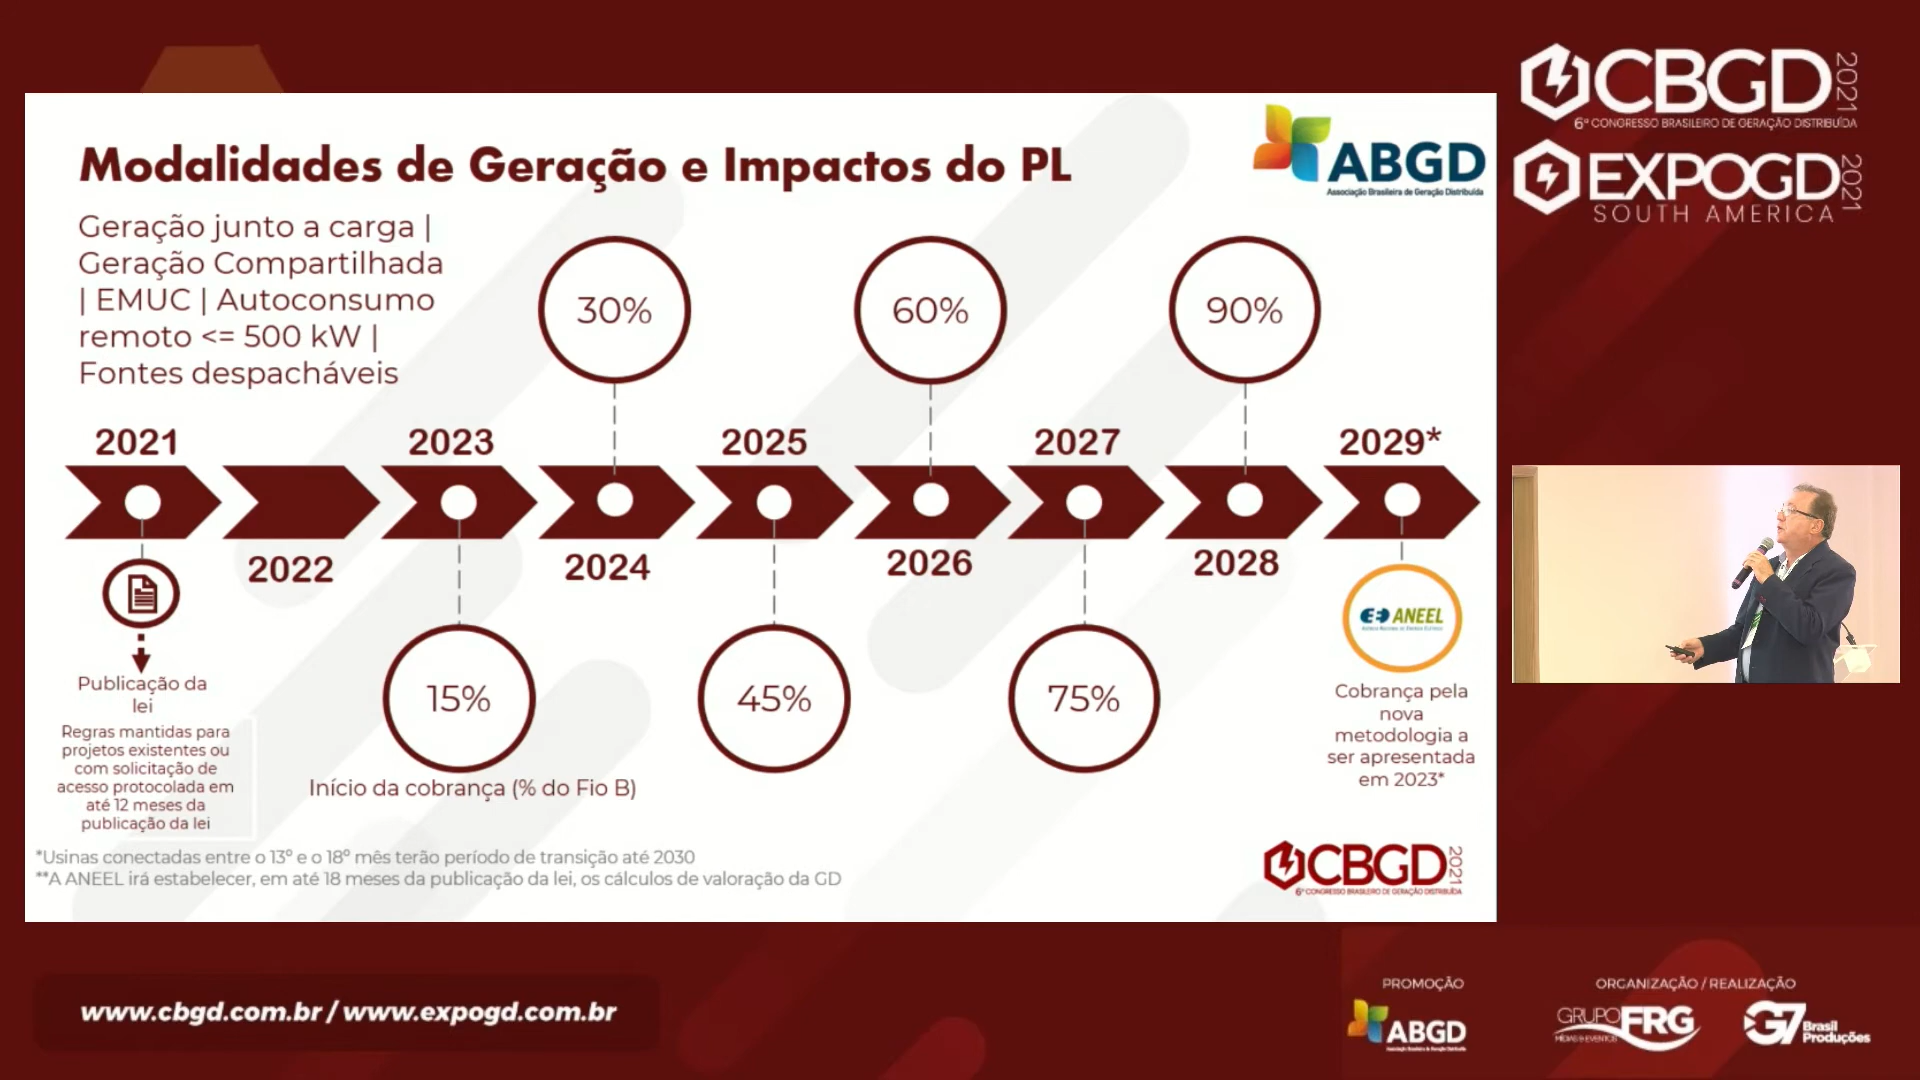 Modalidades de Geração e Impactos do PL
ABGD
Associação Brasileira de Geração Distribuída
Geração junto a carga |
Geração Compartilhada
| EMUC | Autoconsumo
remoto <= 500 kW |
Fontes despacháveis
30%
60%
90%
2021
2023
2025
2027
2029*
2022
2024
2026
2028
Publicação da
lei
Regras mantidas para
projetos existentes ou
com solicitação de
acesso protocolada em
até 12 meses da
publicação da lei
15%
45%
75%
Início da cobrança (% do Fio B)
ANEEL
Cobrança pela
nova
metodologia a
ser apresentada
em 2023*
*Usinas conectadas entre o 13º e o 18º mês terão período de transição até 2030
**A ANEEL irá estabelecer, em até 18 meses da publicação da lei, os cálculos de valoração da GD
CBGD 2021
6º CONGRESSO BRASILEIRO DE GERAÇÃO DISTRIBUÍDA
CBGD 2021
6º CONGRESSO BRASILEIRO DE GERAÇÃO DISTRIBUÍDA
EXPOGD 2021
SOUTH AMERICA
www.cbgd.com.br / www.expogd.com.br
PROMOÇÃO
ABGD
ORGANIZAÇÃO / REALIZAÇÃO
GRUPO FRG
MÍDIAS & EVENTOS
G7 Brasil
Produções